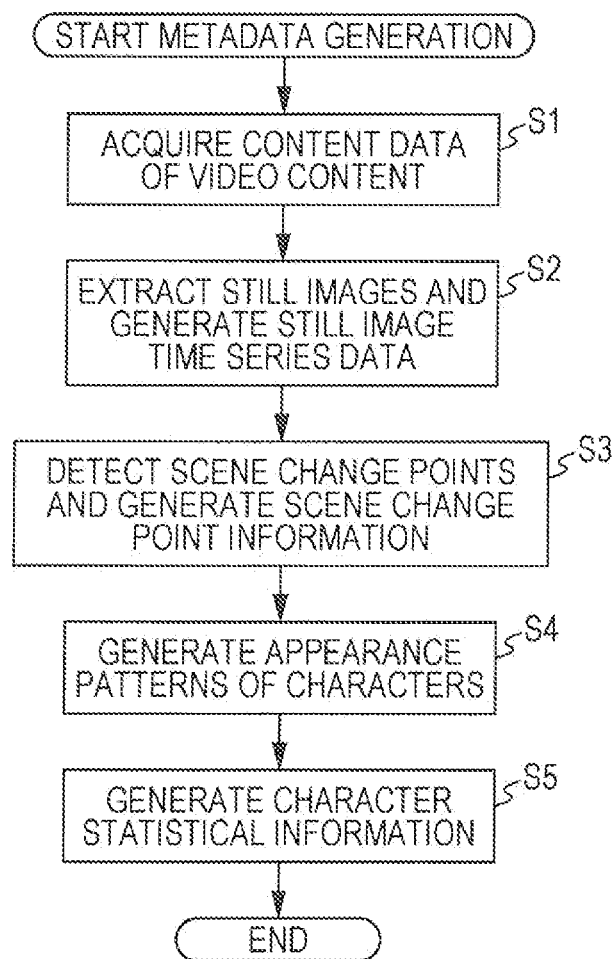 START METADATA GENERATION
S1
ACQUIRE CONTENT DATA
OF VIDEO CONTENT
S2
EXTRACT STILL IMAGES AND
GENERATE STILL IMAGE
TIME SERIES DATA
S3
DETECT SCENE CHANGE POINTS
AND GENERATE SCENE CHANGE
POINT INFORMATION
S4
GENERATE APPEARANCE
PATTERNS OF CHARACTERS
S5
GENERATE CHARACTER
STATISTICAL INFORMATION
END